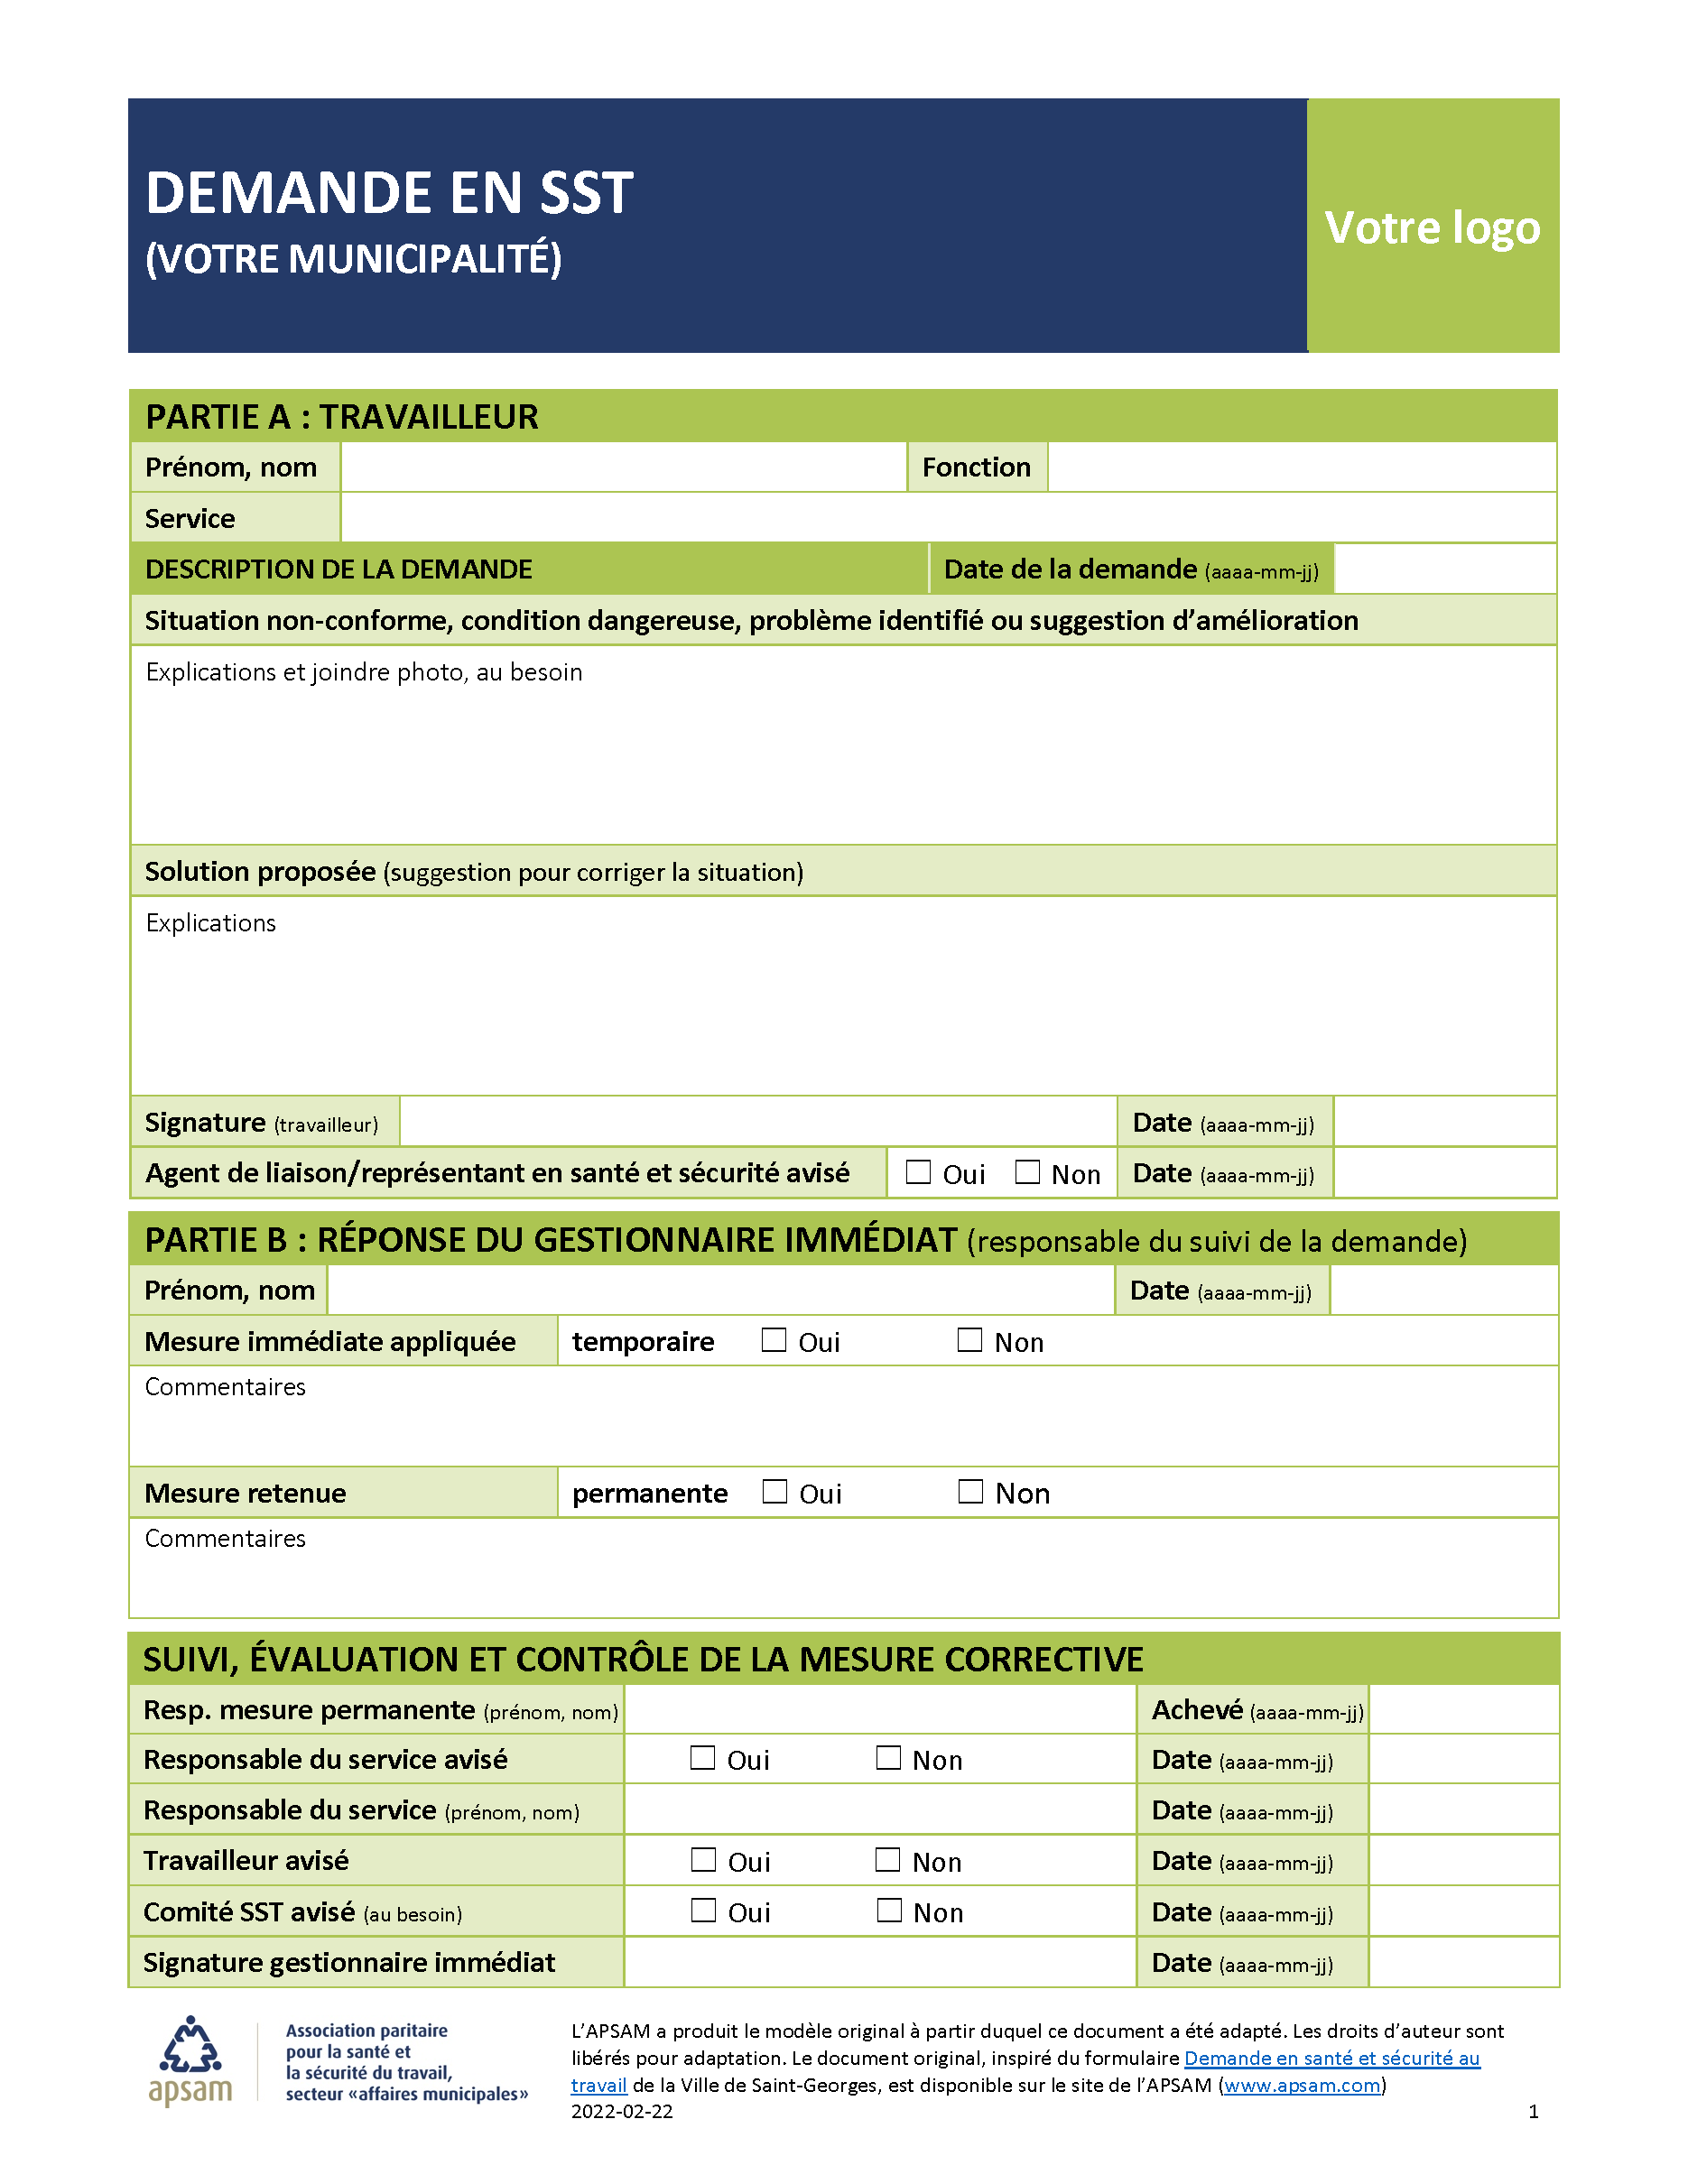 DEMANDE EN SST
(VOTRE MUNICIPALITÉ)
Votre logo
PARTIE A : TRAVAILLEUR
Prénom, nom
Fonction
Service
DESCRIPTION DE LA DEMANDE
Date de la demande (aaaa-mm-jj)
Situation non-conforme, condition dangereuse, problème identifié ou suggestion d’amélioration
Explications et joindre photo, au besoin
Solution proposée (suggestion pour corriger la situation)
Explications
Signature (travailleur)
Date (aaaa-mm-jj)
Agent de liaison/représentant en santé et sécurité avisé
☐ Oui ☐ Non
Date (aaaa-mm-jj)
PARTIE B : RÉPONSE DU GESTIONNAIRE IMMÉDIAT (responsable du suivi de la demande)
Prénom, nom
Date (aaaa-mm-jj)
Mesure immédiate appliquée
temporaire ☐ Oui ☐ Non
Commentaires
Mesure retenue
permanente ☐ Oui ☐ Non
Commentaires
SUIVI, ÉVALUATION ET CONTRÔLE DE LA MESURE CORRECTIVE
Resp. mesure permanente (prénom, nom)
Achevé (aaaa-mm-jj)
Responsable du service avisé
☐ Oui ☐ Non
Date (aaaa-mm-jj)
Responsable du service (prénom, nom)
Date (aaaa-mm-jj)
Travailleur avisé
☐ Oui ☐ Non
Date (aaaa-mm-jj)
Comité SST avisé (au besoin)
☐ Oui ☐ Non
Date (aaaa-mm-jj)
Signature gestionnaire immédiat
Date (aaaa-mm-jj)
apsam
Association paritaire
pour la santé et
la sécurité du travail,
secteur «affaires municipales»
L’APSAM a produit le modèle original à partir duquel ce document a été adapté. Les droits d’auteur sont
libérés pour adaptation. Le document original, inspiré du formulaire Demande en santé et sécurité au
travail de la Ville de Saint-Georges, est disponible sur le site de l’APSAM (www.apsam.com)
2022-02-22
1